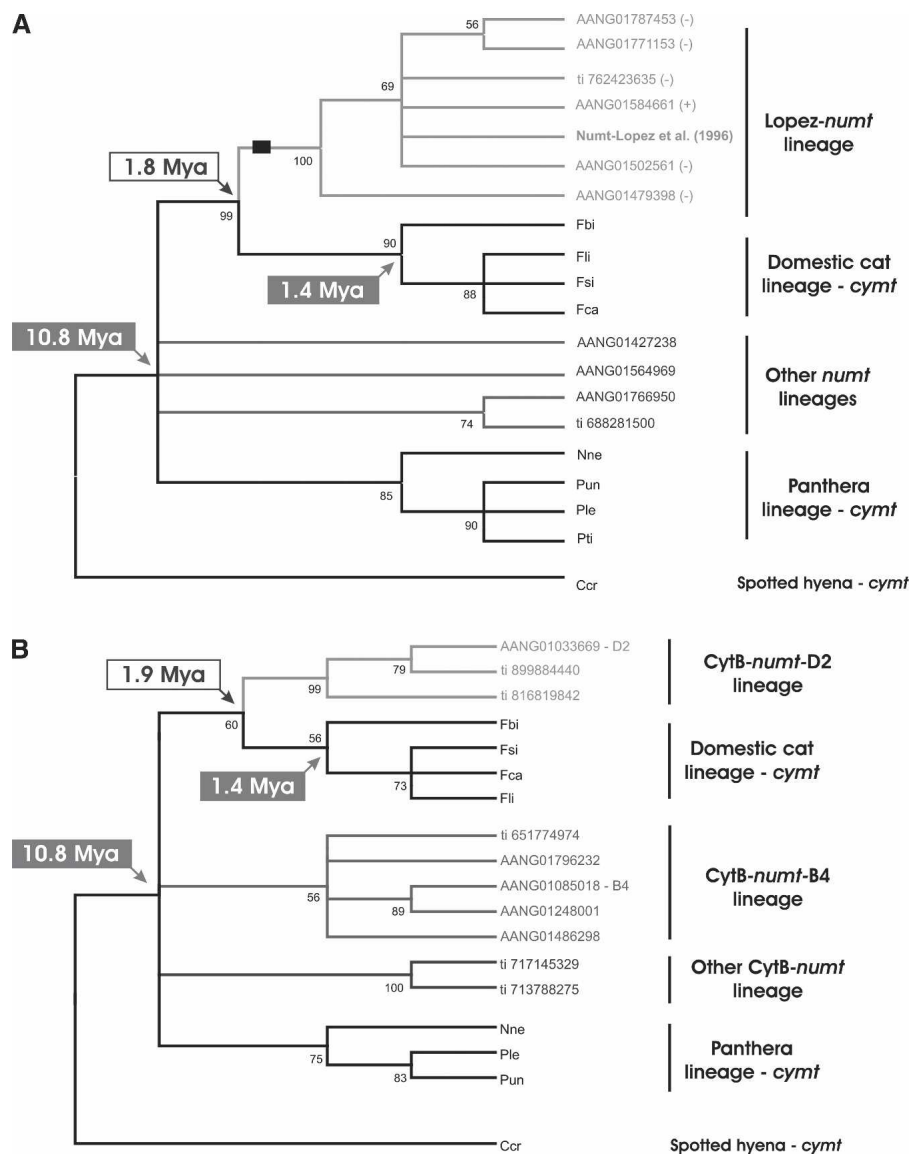 A
AANG01787453 (-)
56
AANG01771153 (-)
ti 762423635 (-)
69
AANG01584661 (+)
Numt-Lopez et al. (1996)
100
AANG01502561 (-)
AANG01479398 (-)
Lopez-numt
lineage
1.8 Mya
99
Fbi
90
Fli
1.4 Mya
Fsi
88
Fca
Domestic cat
lineage - cymt
10.8 Mya
AANG01427238
AANG01564969
AANG01766950
74
ti 688281500
Other numt
lineages
Nne
85
Pun
Ple
90
Pti
Panthera
lineage - cymt
Ccr
Spotted hyena - cymt
B
AANG01033669 - D2
79
ti 899884440
99
ti 816819842
CytB-numt-D2
lineage
1.9 Mya
60
Fbi
56
Fsi
1.4 Mya
Fca
73
Fli
Domestic cat
lineage - cymt
10.8 Mya
ti 651774974
AANG01796232
56
AANG01085018 - B4
89
AANG01248001
AANG01486298
CytB-numt-B4
lineage
ti 717145329
100
ti 713788275
Other CytB-numt
lineage
Nne
75
Ple
83
Pun
Panthera
lineage - cymt
Ccr
Spotted hyena - cymt